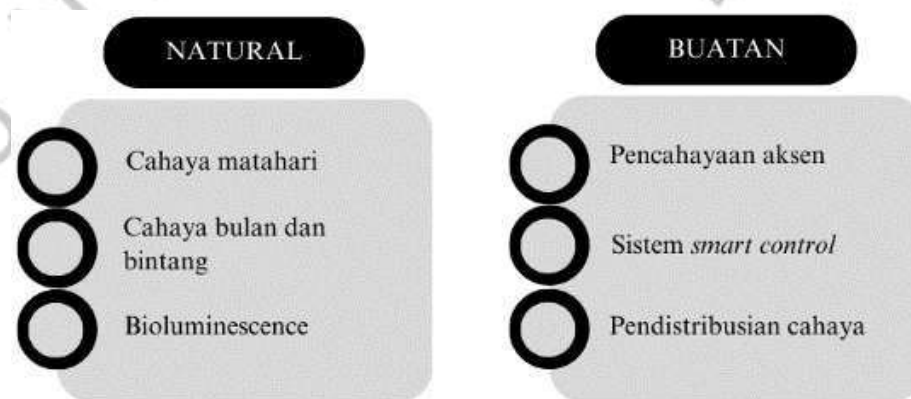 NATURAL
Cahaya matahari
Cahaya bulan dan
bintang
Bioluminescence
BUATAN
Pencahayaan aksen
Sistem smart control
Pendistribusian cahaya